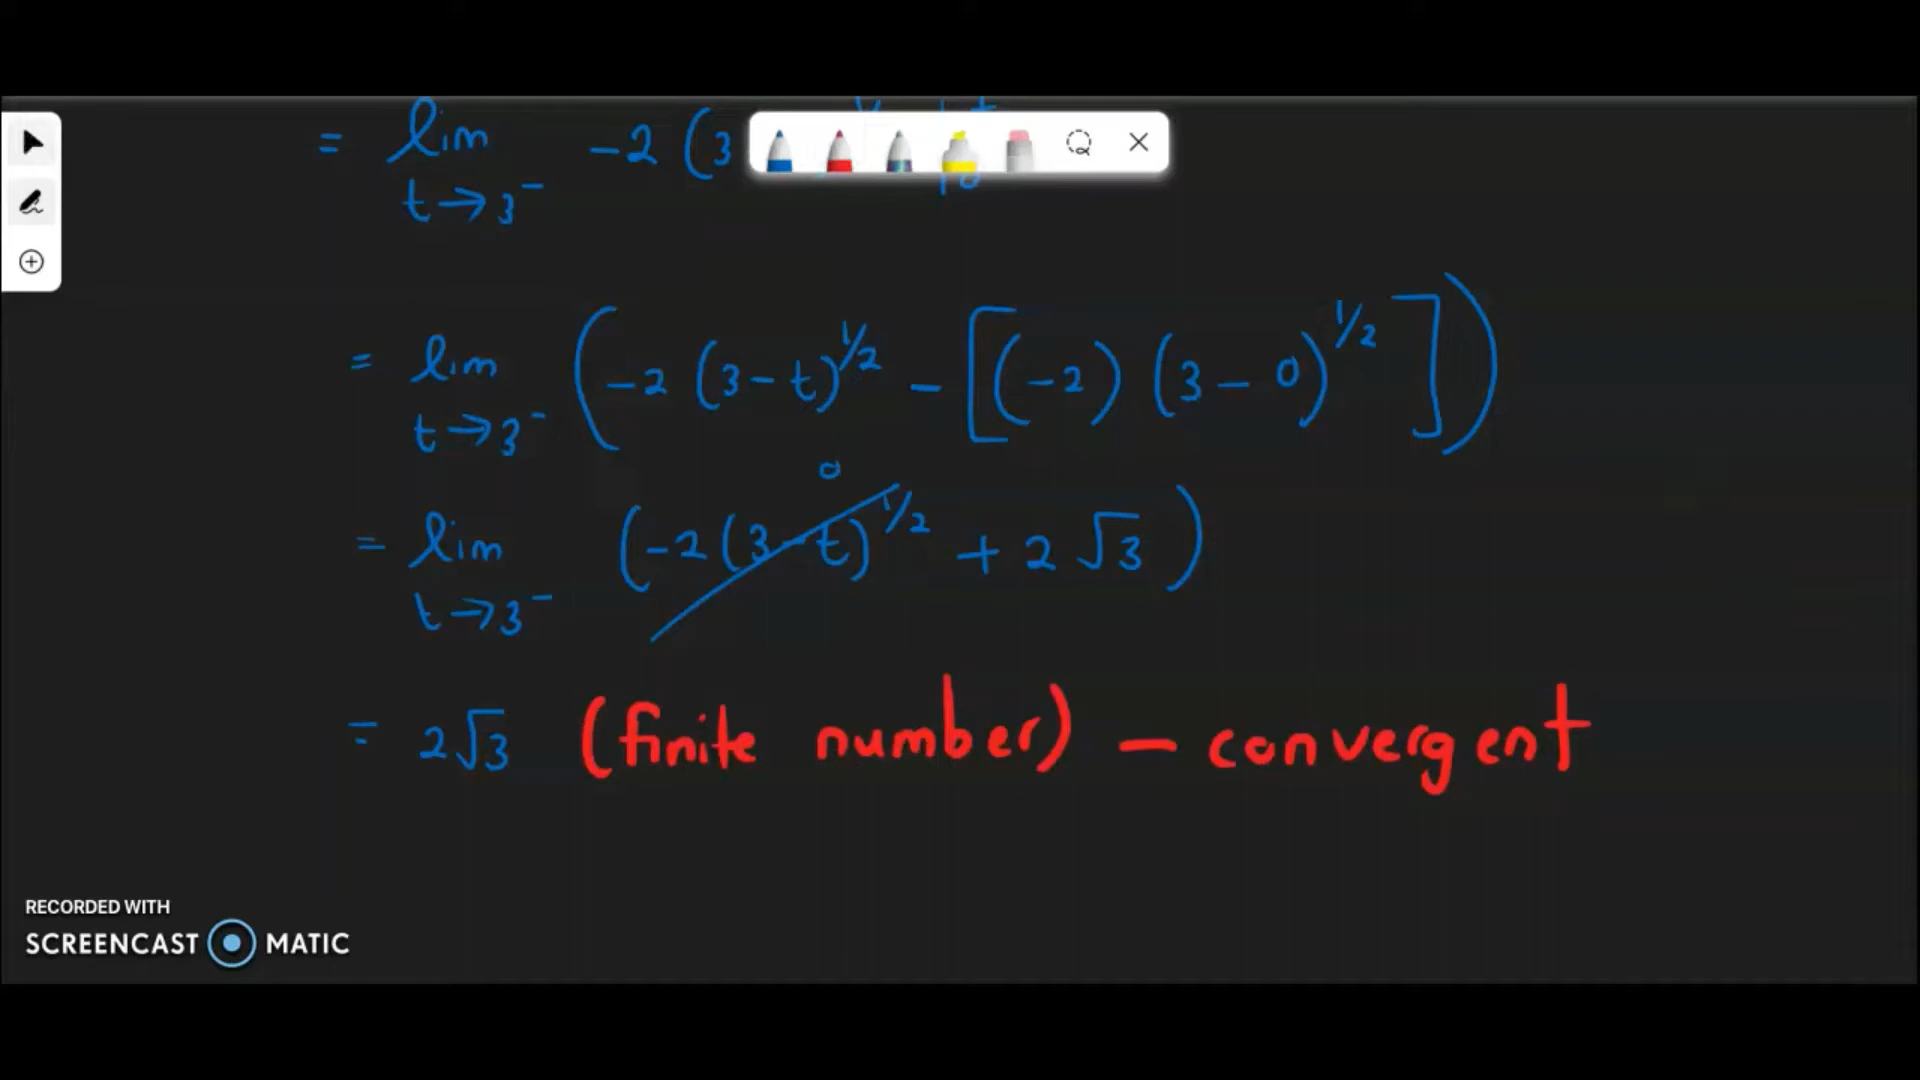 = lim -2 (3
t→3⁻
= lim (-2 (3-t)^1/2 - [(-2) (3-0)^1/2])
t→3⁻
0
= lim (-2(3-t)^1/2 + 2√3)
t→3⁻
= 2√3 (finite number) - convergent
RECORDED WITH
SCREENCAST MATIC